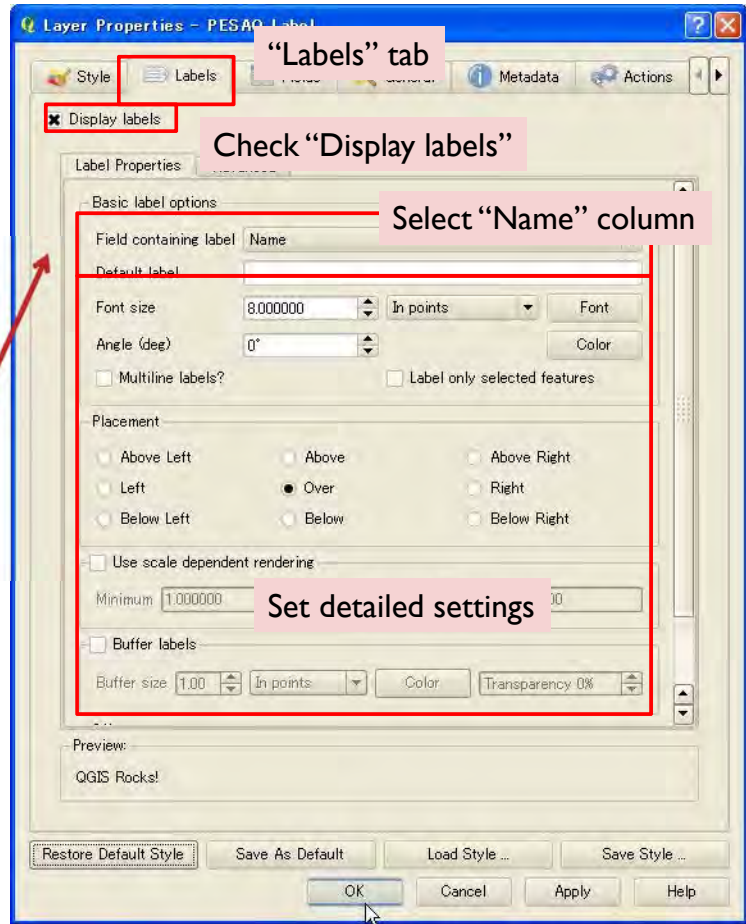 Layer Properties - PESAO Label
"Labels" tab
Style Labels General Metadata Actions
Display labels
Check "Display labels"
Label Properties
Basic label options
Select "Name" column
Field containing label Name
Default label
Font size 8.000000 In points Font
Angle (deg) 0° Color
Multiline labels? Label only selected features
Placement
Above Left Above Above Right
Left Over Right
Below Left Below Below Right
Use scale dependent rendering
Minimum 1.000000
Set detailed settings
Buffer labels
Buffer size 1.00 In points Color Transparency 0%
Preview:
QGIS Rocks!
Restore Default Style Save As Default Load Style ... Save Style ...
OK Cancel Apply Help